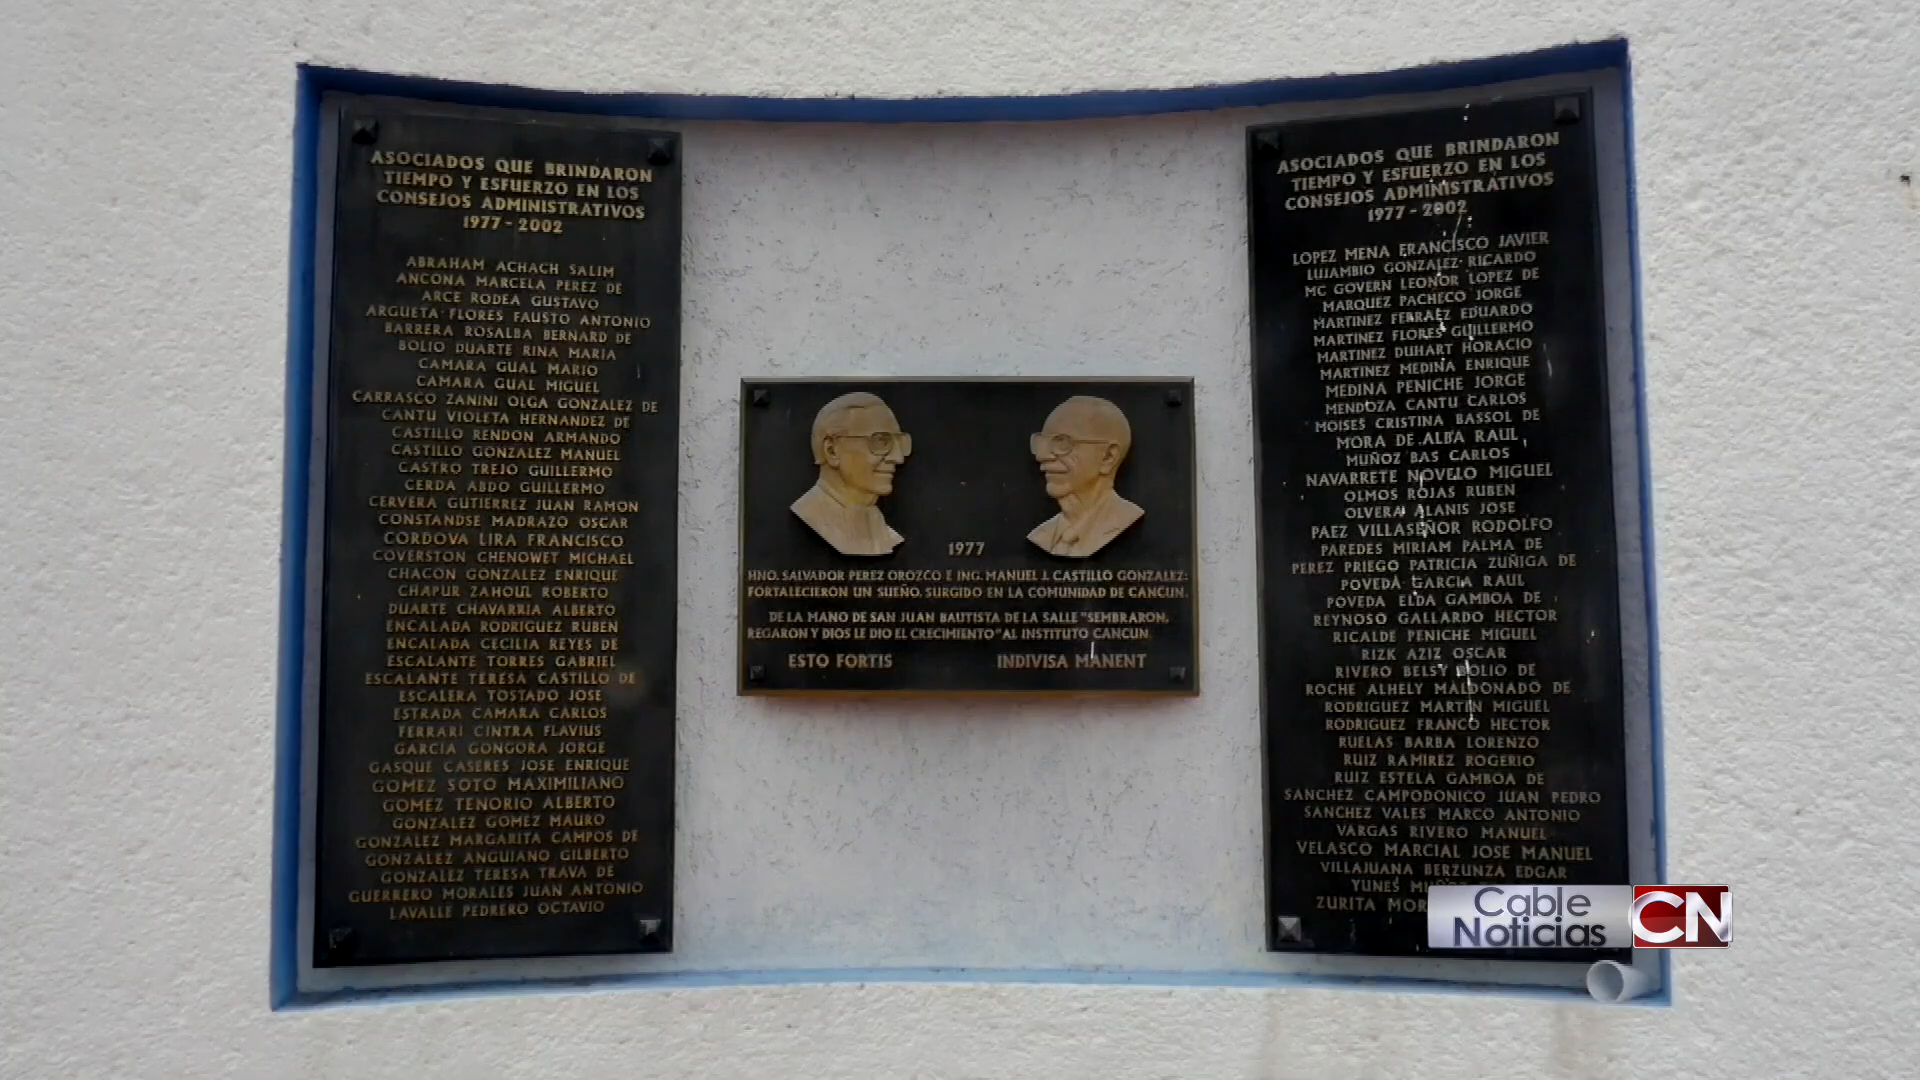 ASOCIADOS QUE BRINDARON
TIEMPO Y ESFUERZO EN LOS
CONSEJOS ADMINISTRATIVOS
1977 - 2002
ABRAHAM ACHACH SALIM
ANCONA MARCELA PEREZ DE
ARCE RODEA GUSTAVO
ARGUETA FLORES FAUSTO ANTONIO
BARRERA ROSALBA BERNARD DE
BOLIO DUARTE RINA MARIA
CAMARA GUAL MARIO
CAMARA GUAL MIGUEL
CARRASCO ZANINI OLGA GONZALEZ DE
CANTU VIOLETA HERNANDEZ DE
CASTILLO RENDON ARMANDO
CASTILLO GONZALEZ MANUEL
CASTRO TREJO GUILLERMO
CERDA ABDO GUILLERMO
CERVERA GUTIERREZ JUAN RAMON
CONSTANDSE MADRAZO OSCAR
CORDOVA LIRA FRANCISCO
COVERSTON CHENOWET MICHAEL
CHACON GONZALEZ ENRIQUE
CHAPUR ZAHOUL ROBERTO
DUARTE CHAVARRIA ALBERTO
ENCALADA RODRIGUEZ RUBEN
ENCALADA CECILIA REYES DE
ESCALANTE TORRES GABRIEL
ESCALANTE TERESA CASTILLO DE
ESCALERA TOSTADO JOSE
ESTRADA CAMARA CARLOS
FERRARI CINTRA FLAVIUS
GARCIA GONGORA JORGE
GASQUE CASERES JOSE ENRIQUE
GOMEZ SOTO MAXIMILIANO
GOMEZ TENORIO ALBERTO
GONZALEZ GOMEZ MAURO
GONZALEZ MARGARITA CAMPOS DE
GONZALEZ ANGUIANO GILBERTO
GONZALEZ TERESA TRAVA DE
GUERRERO MORALES JUAN ANTONIO
LAVALLE PEDRERO OCTAVIO
1977
HNO. SALVADOR PEREZ OROZCO E ING. MANUEL J. CASTILLO GONZALEZ:
FORTALECIERON UN SUEÑO, SURGIDO EN LA COMUNIDAD DE CANCUN.
DE LA MANO DE SAN JUAN BAUTISTA DE LA SALLE "SEMBRARON,
REGARON Y DIOS LE DIO EL CRECIMIENTO" AL INSTITUTO CANCUN.
ESTO FORTIS INDIVISA MANENT
ASOCIADOS QUE BRINDARON
TIEMPO Y ESFUERZO EN LOS
CONSEJOS ADMINISTRATIVOS
1977 - 2002
LOPEZ MENA FRANCISCO JAVIER
LUJAMBIO GONZALEZ RICARDO
MC GOVERN LEONOR LOPEZ DE
MARQUEZ PACHECO JORGE
MARTINEZ FERRAEZ EDUARDO
MARTINEZ FLORES GUILLERMO
MARTINEZ DUHART HORACIO
MARTINEZ MEDINA ENRIQUE
MEDINA PENICHE JORGE
MENDOZA CANTU CARLOS
MOISES CRISTINA BASSOL DE
MORA DE ALBA RAUL
MUÑOZ BAS CARLOS
NAVARRETE NOVELO MIGUEL
OLMOS ROJAS RUBEN
OLVERA ALANIS JOSE
PAEZ VILLASEÑOR RODOLFO
PAREDES MIRIAM PALMA DE
PEREZ PRIEGO PATRICIA ZUÑIGA DE
POVEDA GARCIA RAUL
POVEDA ELDA GAMBOA DE
REYNOSO GALLARDO HECTOR
RICALDE PENICHE MIGUEL
RIZK AZIZ OSCAR
RIVERO BELSY BOLIO DE
ROCHE ALHELY MALDONADO DE
RODRIGUEZ MARTIN MIGUEL
RODRIGUEZ FRANCO HECTOR
RUELAS BARBA LORENZO
RUIZ RAMIREZ ROGERIO
RUIZ ESTELA GAMBOA DE
SANCHEZ CAMPODONICO JUAN PEDRO
SANCHEZ VALES MARCO ANTONIO
VARGAS RIVERO MANUEL
VELASCO MARCIAL JOSE MANUEL
VILLAJUANA BERZUNZA EDGAR
YUNES
ZURITA
Cable
Noticias
CN